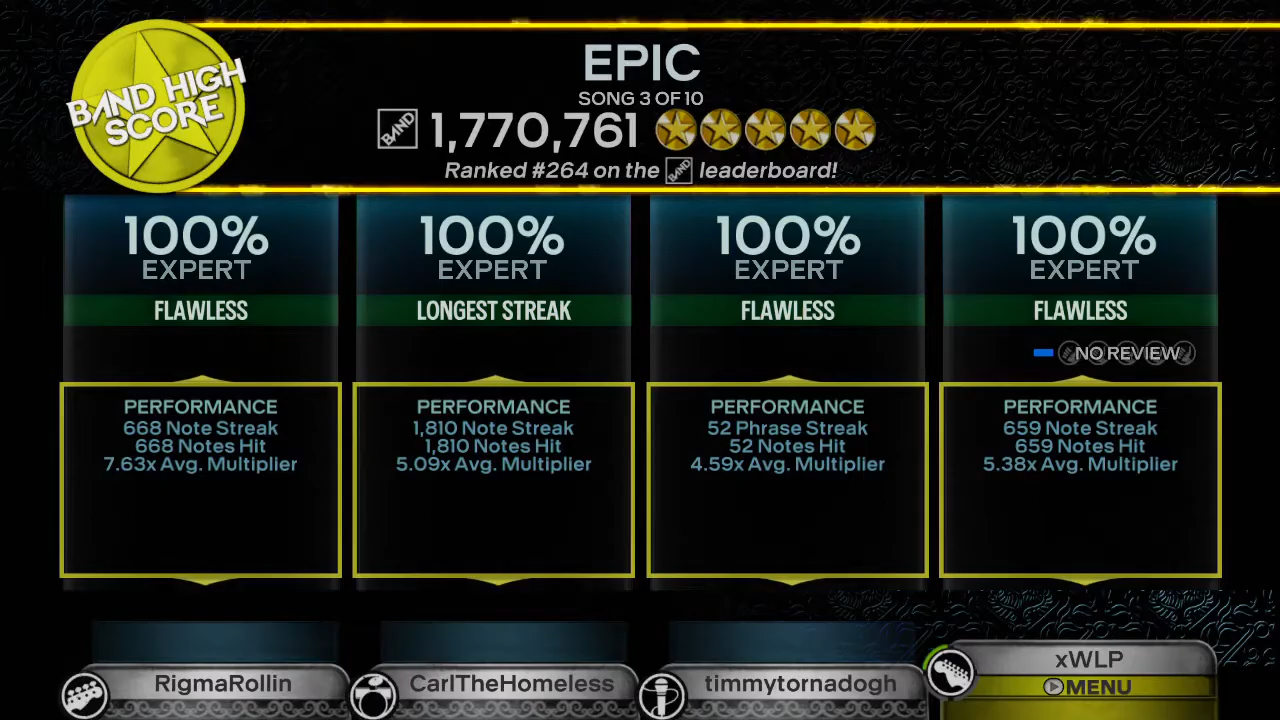 BAND HIGH
SCORE
EPIC
SONG 3 OF 10
BAND 1,770,761
Ranked #264 on the BAND leaderboard!
100%
EXPERT
FLAWLESS
PERFORMANCE
668 Note Streak
668 Notes Hit
7.63x Avg. Multiplier
100%
EXPERT
LONGEST STREAK
PERFORMANCE
1,810 Note Streak
1,810 Notes Hit
5.09x Avg. Multiplier
100%
EXPERT
FLAWLESS
PERFORMANCE
52 Phrase Streak
52 Notes Hit
4.59x Avg. Multiplier
100%
EXPERT
FLAWLESS
NO REVIEW
PERFORMANCE
659 Note Streak
659 Notes Hit
5.38x Avg. Multiplier
RigmaRollin
CarlTheHomeless
timmytornadogh
xWLP
MENU